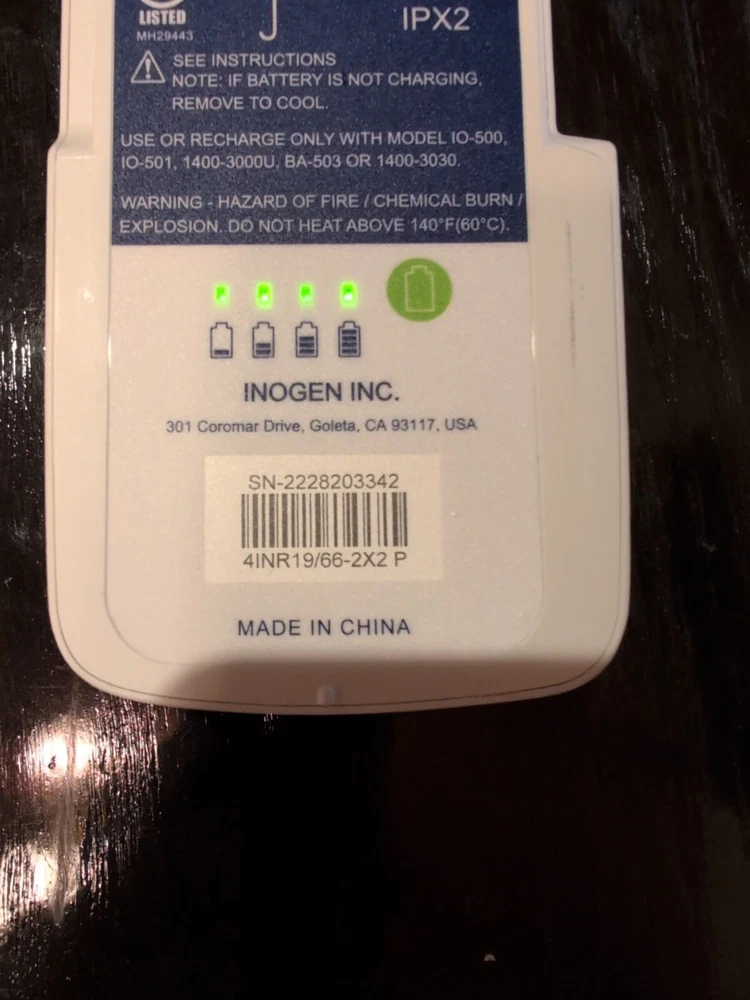 LISTED
IPX2
MH29443
SEE INSTRUCTIONS
NOTE: IF BATTERY IS NOT CHARGING,
REMOVE TO COOL.
USE OR RECHARGE ONLY WITH MODEL IO-500,
IO-501, 1400-3000U, BA-503 OR 1400-3030.
WARNING - HAZARD OF FIRE / CHEMICAL BURN /
EXPLOSION. DO NOT HEAT ABOVE 140°F(60°C).
INOGEN INC.
301 Coromar Drive, Goleta, CA 93117, USA
SN-2228203342
4INR19/66-2X2 P
MADE IN CHINA